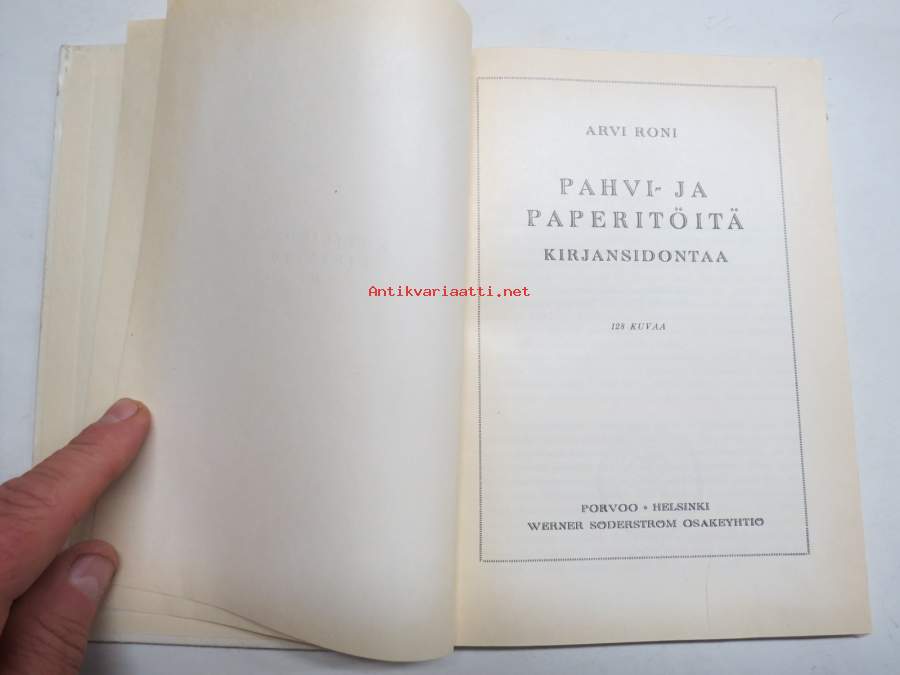 ARVI RONI
PAHVI- JA
PAPERITÖITÄ
KIRJANSIDONTAA
Antikvariaatti.net
128 KUVAA
PORVOO • HELSINKI
WERNER SÖDERSTRÖM OSAKEYHTIÖ